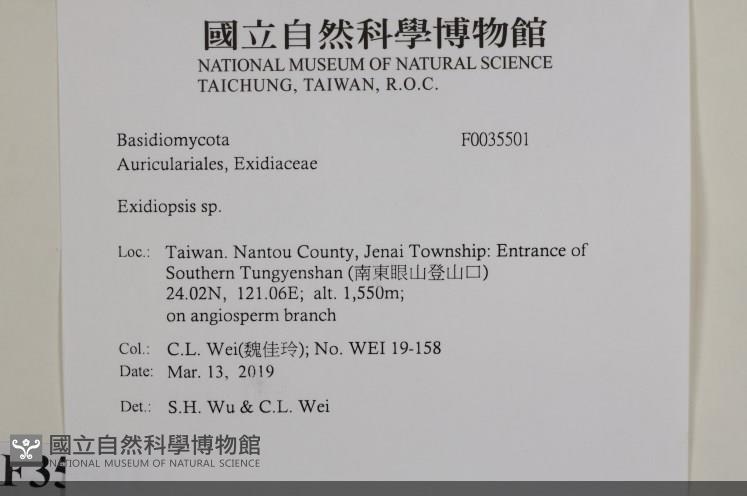 國立自然科學博物館
NATIONAL MUSEUM OF NATURAL SCIENCE
TAICHUNG, TAIWAN, R.O.C.
Basidiomycota F0035501
Auriculariales, Exidiaceae
Exidiopsis sp.
Loc.: Taiwan. Nantou County, Jenai Township: Entrance of
Southern Tungyenshan (南東眼山登山口)
24.02N, 121.06E; alt. 1,550m;
on angiosperm branch
Col.: C.L. Wei(魏佳玲); No. WEI 19-158
Date: Mar. 13, 2019
Det.: S.H. Wu & C.L. Wei
國立自然科學博物館
NATIONAL MUSEUM OF NATURAL SCIENCE
F35